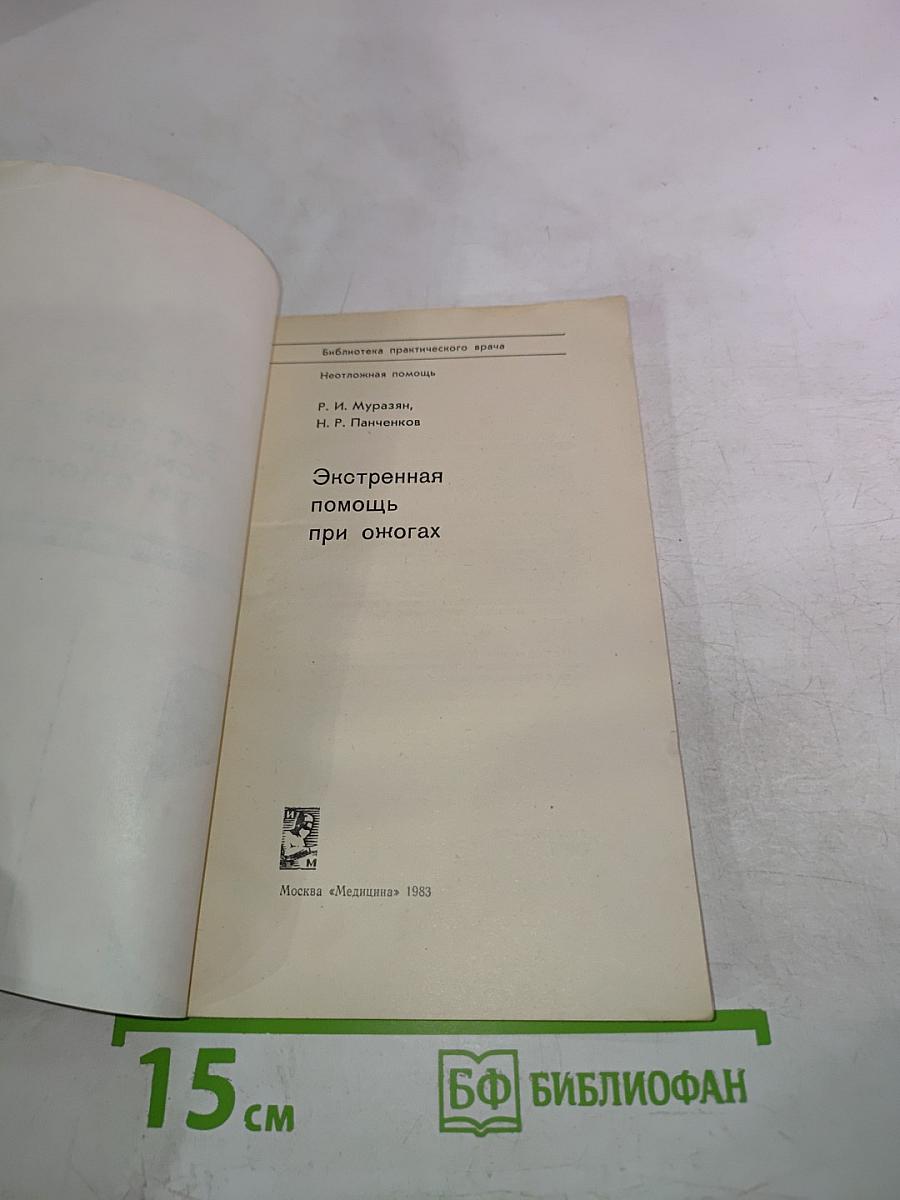 Библиотека практического врача
Неотложная помощь
Р. И. Муразян,
Н. Р. Панченков
Экстренная
помощь
при ожогах
И
М
Москва «Медицина» 1983
15 см
БФ БИБЛИОФАН